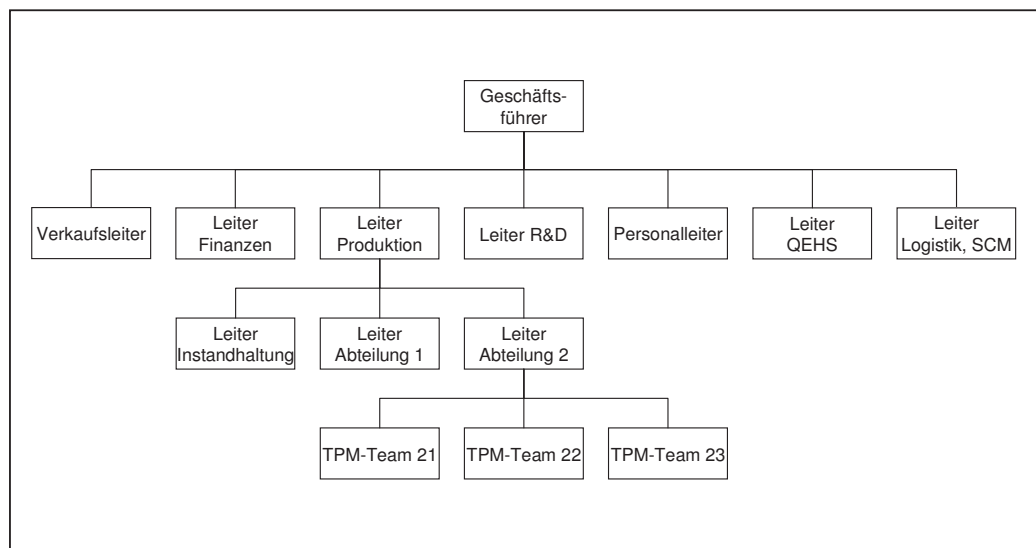 Geschäfts-
führer
Verkaufsleiter
Leiter
Finanzen
Leiter
Produktion
Leiter R&D
Personalleiter
Leiter
QEHS
Leiter
Logistik, SCM
Leiter
Instandhaltung
Leiter
Abteilung 1
Leiter
Abteilung 2
TPM-Team 21
TPM-Team 22
TPM-Team 23